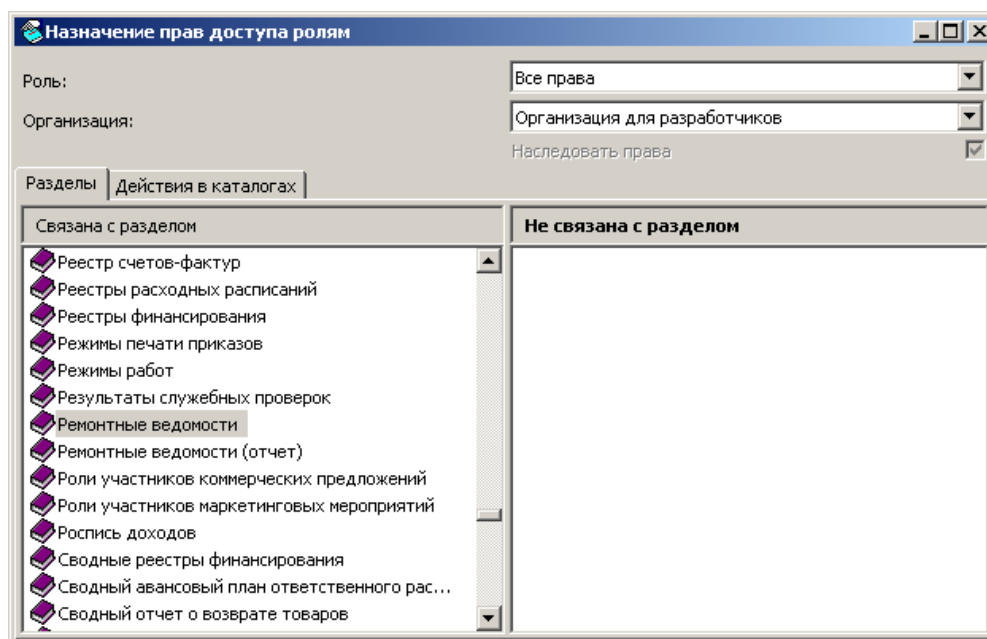 Назначение прав доступа ролям
Роль:
Все права
Организация:
Организация для разработчиков
Наследовать права
Разделы
Действия в каталогах
Связана с разделом
Не связана с разделом
Реестр счетов-фактур
Реестры расходных расписаний
Реестры финансирования
Режимы печати приказов
Режимы работ
Результаты служебных проверок
Ремонтные ведомости
Ремонтные ведомости (отчет)
Роли участников коммерческих предложений
Роли участников маркетинговых мероприятий
Роспись доходов
Сводные реестры финансирования
Сводный авансовый план ответственного рас...
Сводный отчет о возврате товаров